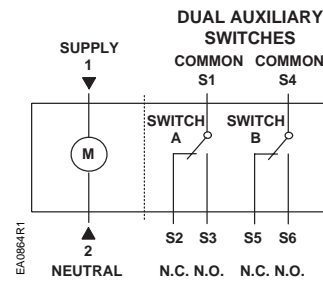 DUAL AUXILIARY
SWITCHES
SUPPLY
1
COMMON COMMON
S1 S4
SWITCH
A
SWITCH
B
M
EA0864R1
2
NEUTRAL
S2 S3 S5 S6
N.C. N.O. N.C. N.O.